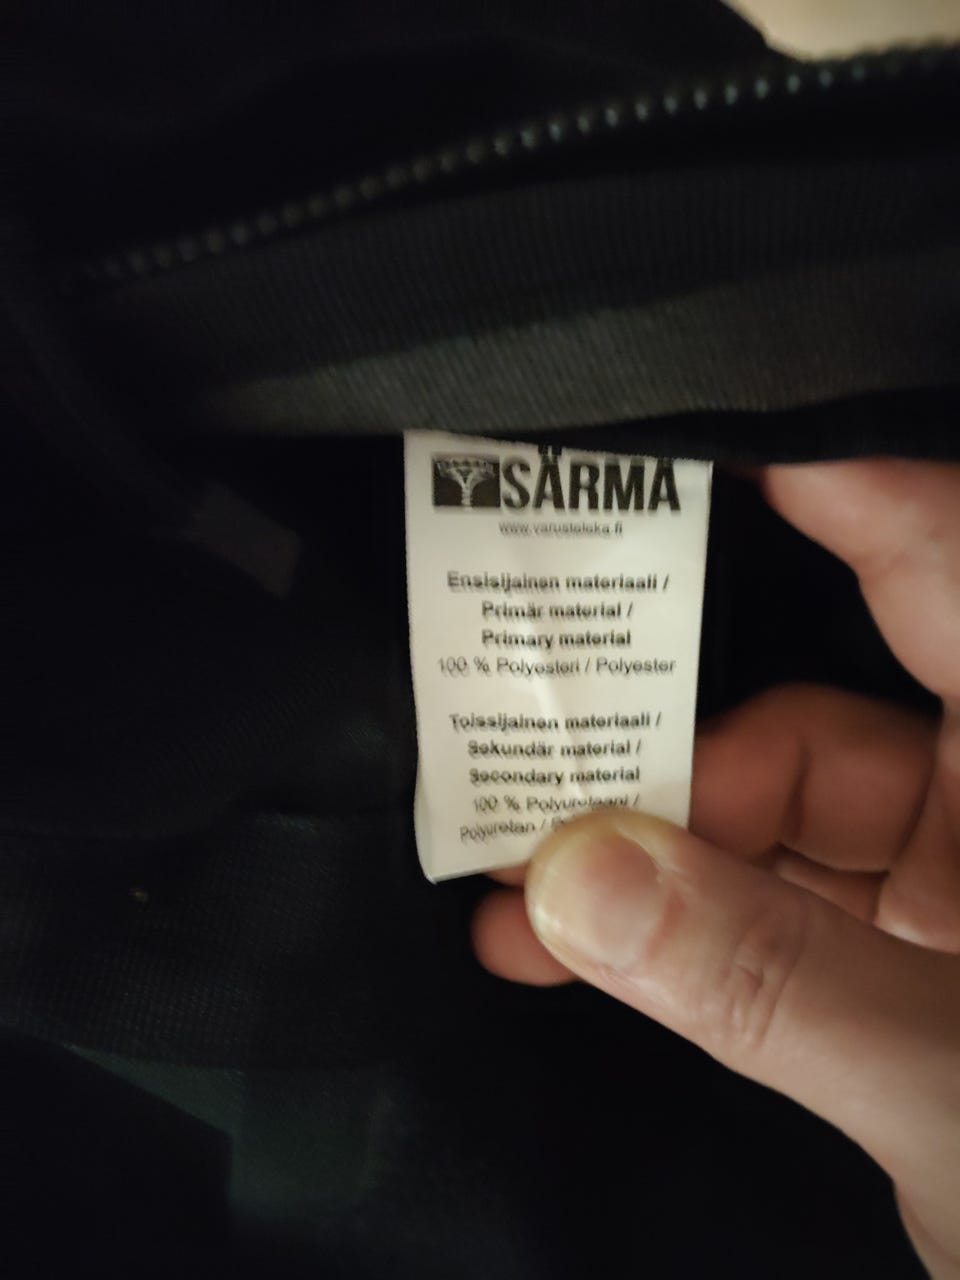 SÄRMÄ
www.varusteleka.fi
Ensisijainen materiaali /
Primär material /
Primary material
100 % Polyesteri / Polyester
Toissijainen materiaali /
Sekundär material /
Secondary material
100 % Polyuretaani /
Polyuretan /